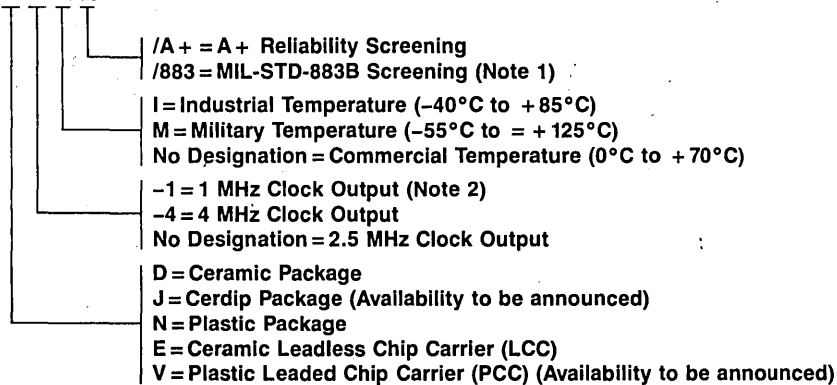 /A+ = A+ Reliability Screening
/883 = MIL-STD-883B Screening (Note 1)
I = Industrial Temperature (-40°C to +85°C)
M = Military Temperature (-55°C to = +125°C)
No Designation = Commercial Temperature (0°C to +70°C)
-1 = 1 MHz Clock Output (Note 2)
-4 = 4 MHz Clock Output
No Designation = 2.5 MHz Clock Output
D = Ceramic Package
J = Cerdip Package (Availability to be announced)
N = Plastic Package
E = Ceramic Leadless Chip Carrier (LCC)
V = Plastic Leaded Chip Carrier (PCC) (Availability to be announced)